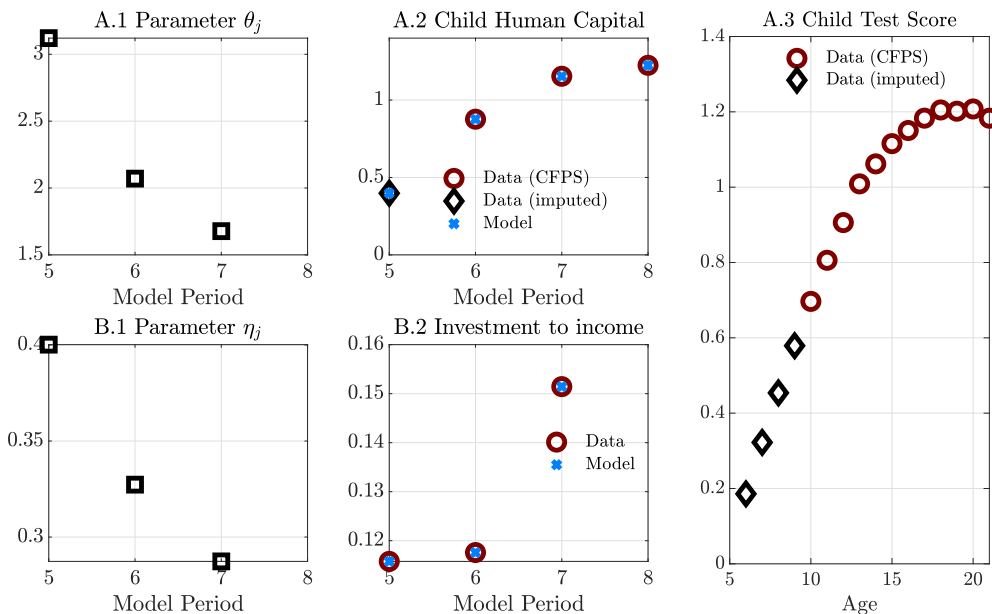 A.1 Parameter θj
3
2.5
2
1.5
5 6 7 8
Model Period
A.2 Child Human Capital
1
0.5
0
Data (CFPS)
Data (imputed)
Model
5 6 7 8
Model Period
B.1 Parameter ηj
0.4
0.35
0.3
5 6 7 8
Model Period
B.2 Investment to income
0.16
0.15
0.14
0.13
0.12
Data
Model
5 6 7 8
Model Period
A.3 Child Test Score
1.4
1.2
1
0.8
0.6
0.4
0.2
0
Data (CFPS)
Data (imputed)
5 10 15 20
Age